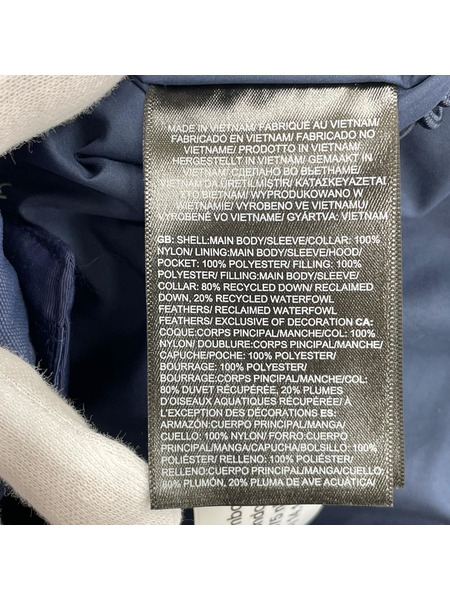 MADE IN VIETNAM/ FABRIQUE AU VIETNAM/
FABRICADO EN VIETNAM/ FABRICADO NO
VIETNAME/ PRODOTTO IN VIETNAM/
HERGESTELLT IN VIETNAM/ GEMAAKT IN
VIETNAM/ СДЕЛАНО ВО ВЬЕТНАМЕ/
VIETNAM'DA ÜRETİLMİŞTİR/ ΚΑΤΑΣΚΕΥΑΖΕΤΑΙ
ΣΤΟ ΒΙΕΤΝΑΜ/ WYPRODUKOWANO W
WIETNAMIE/ VYROBENO VE VIETNAMU/
VYROBENÉ VO VIETNAME/ GYÁRTVA: VIETNAM
GB: SHELL:MAIN BODY/SLEEVE/COLLAR: 100%
NYLON/ LINING:MAIN BODY/SLEEVE/HOOD/
POCKET: 100% POLYESTER/ FILLING: 100%
POLYESTER/ FILLING:MAIN BODY/SLEEVE/
COLLAR: 80% RECYCLED DOWN/ RECLAIMED
DOWN, 20% RECYCLED WATERFOWL
FEATHERS/ RECLAIMED WATERFOWL
FEATHERS/ EXCLUSIVE OF DECORATION CA:
COQUE:CORPS PINCIPAL/MANCHE/COL: 100%
NYLON/ DOUBLURE:CORPS PINCIPAL/MANCHE/
CAPUCHE/POCHE: 100% POLYESTER/
BOURRAGE: 100% POLYESTER/
BOURRAGE:CORPS PINCIPAL/MANCHE/COL:
80% DUVET RÉCUPÉRÉ, 20% PLUMES
D'OISEAUX AQUATIQUES RÉCUPÉRÉE/ À
L'EXCEPTION DES DÉCORATIONS ES:
ARMAZÓN:CUERPO PRINCIPAL/MANGA/
CUELLO: 100% NYLON/ FORRO:CUERPO
PRINCIPAL/MANGA/CAPUCHA/BOLSILLO: 100%
POLIÉSTER/ RELLENO: 100% POLIÉSTER/
RELLENO:CUERPO PRINCIPAL/MANGA/CUELLO:
80% PLUMÓN, 20% PLUMA DE AVE ACUÁTICA/